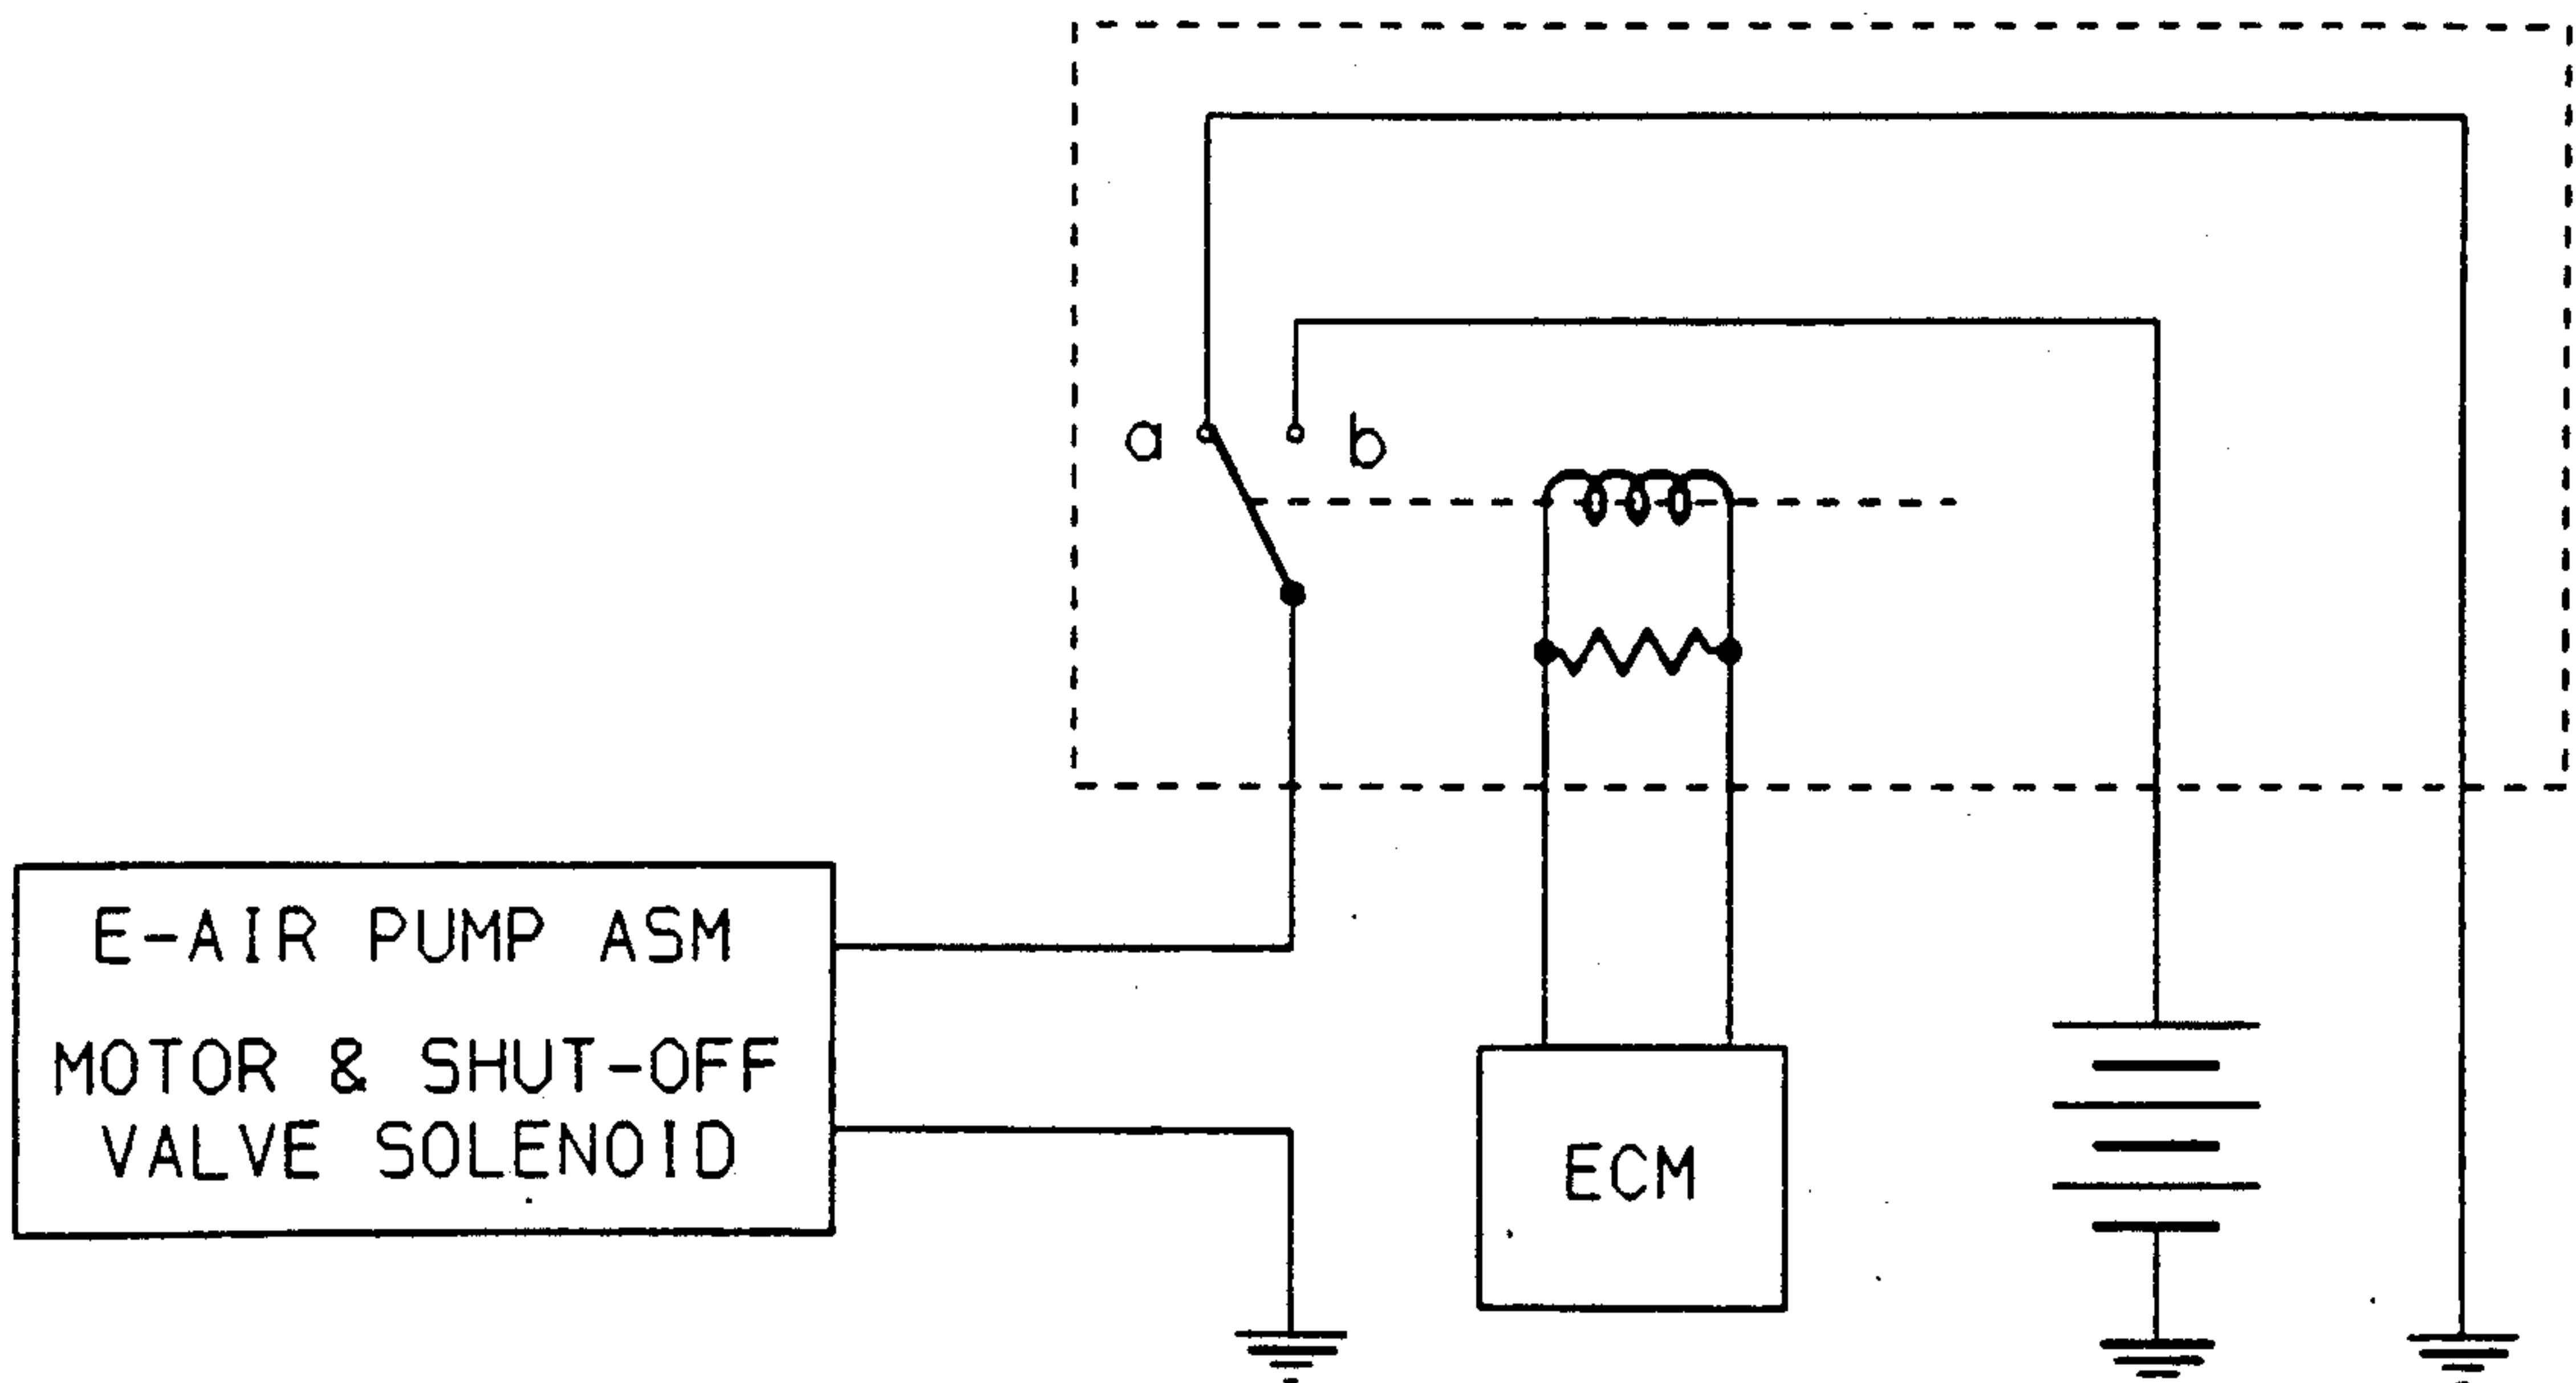 a
b
E-AIR PUMP ASM
MOTOR & SHUT-OFF
VALVE SOLENOID
ECM